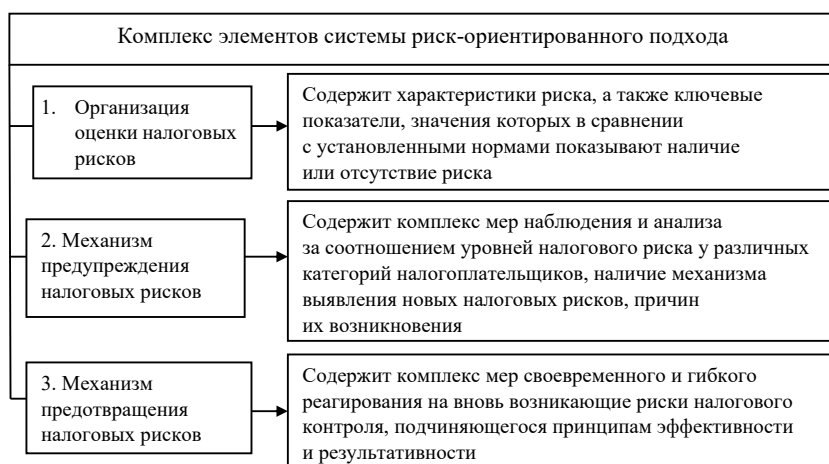 Комплекс элементов системы риск-ориентированного подхода
1. Организация
оценки налоговых
рисков
Содержит характеристики риска, а также ключевые
показатели, значения которых в сравнении
с установленными нормами показывают наличие
или отсутствие риска
2. Механизм
предупреждения
налоговых рисков
Содержит комплекс мер наблюдения и анализа
за соотношением уровней налогового риска у различных
категорий налогоплательщиков, наличие механизма
выявления новых налоговых рисков, причин
их возникновения
3. Механизм
предотвращения
налоговых рисков
Содержит комплекс мер своевременного и гибкого
реагирования на вновь возникающие риски налогового
контроля, подчиняющегося принципам эффективности
и результативности